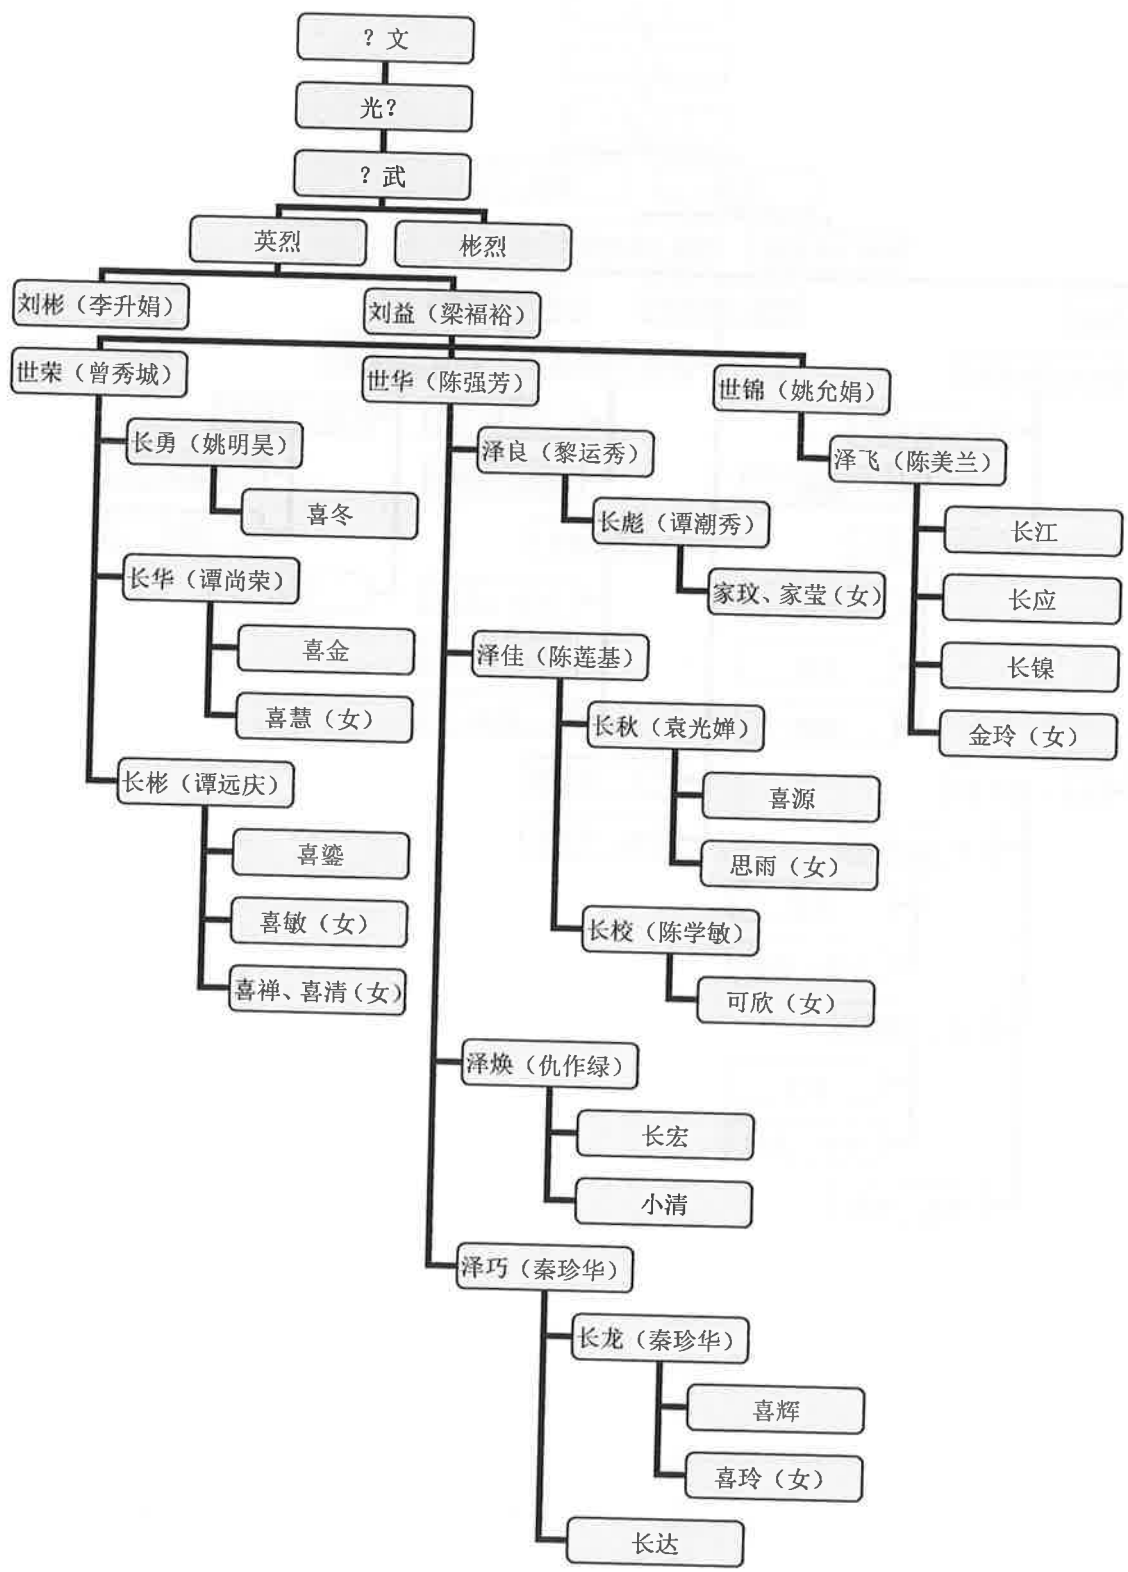 ？文
光？
？武
英烈
彬烈
刘彬（李升娟）
刘益（梁福裕）
世荣（曾秀城）
世华（陈强芳）
世锦（姚允娟）
长勇（姚明昊）
喜冬
长华（谭尚荣）
喜金
喜慧（女）
长彬（谭远庆）
喜鎏
喜敏（女）
喜禅、喜清（女）
泽良（黎运秀）
长彪（谭潮秀）
家玟、家莹（女）
泽佳（陈莲基）
长秋（袁光婵）
喜源
思雨（女）
长校（陈学敏）
可欣（女）
泽焕（仇作绿）
长宏
小清
泽巧（秦珍华）
长龙（秦珍华）
喜辉
喜玲（女）
长达
泽飞（陈美兰）
长江
长应
长镍
金玲（女）